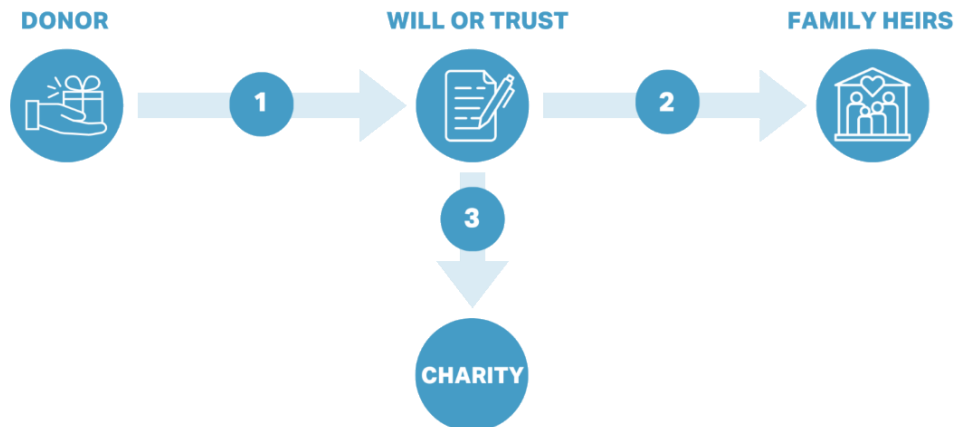 DONOR
WILL OR TRUST
FAMILY HEIRS
1
2
3
CHARITY